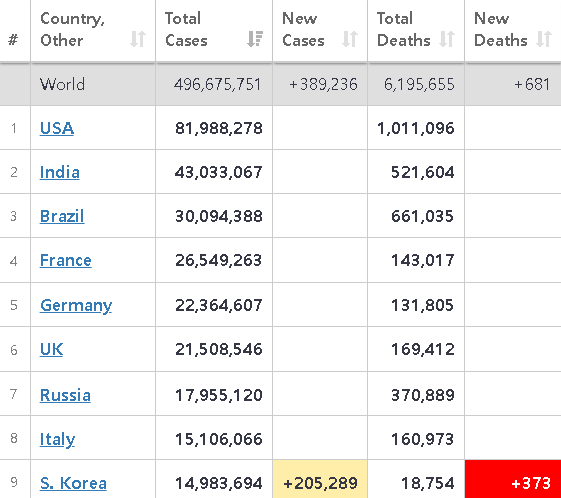 # Country, Other Total Cases New Cases Total Deaths New Deaths
World 496,675,751 +389,236 6,195,655 +681
1 USA 81,988,278 1,011,096
2 India 43,033,067 521,604
3 Brazil 30,094,388 661,035
4 France 26,549,263 143,017
5 Germany 22,364,607 131,805
6 UK 21,508,546 169,412
7 Russia 17,955,120 370,889
8 Italy 15,106,066 160,973
9 S. Korea 14,983,694 +205,289 18,754 +373